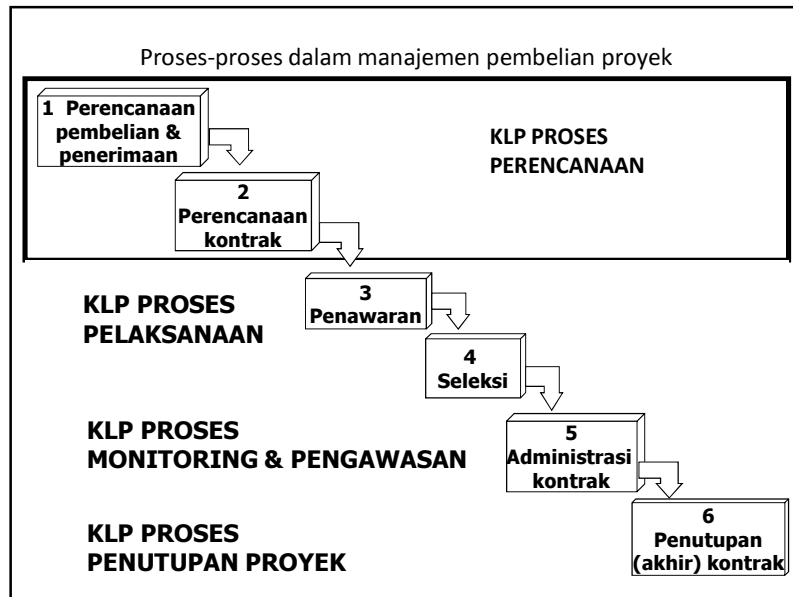 Proses-proses dalam manajemen pembelian proyek
1 Perencanaan
pembelian &
penerimaan
KLP PROSES
PERENCANAAN
2
Perencanaan
kontrak
3
Penawaran
KLP PROSES
PELAKSANAAN
4
Seleksi
KLP PROSES
MONITORING & PENGAWASAN
5
Administrasi
kontrak
KLP PROSES
PENUTUPAN PROYEK
6
Penutupan
(akhir) kontrak